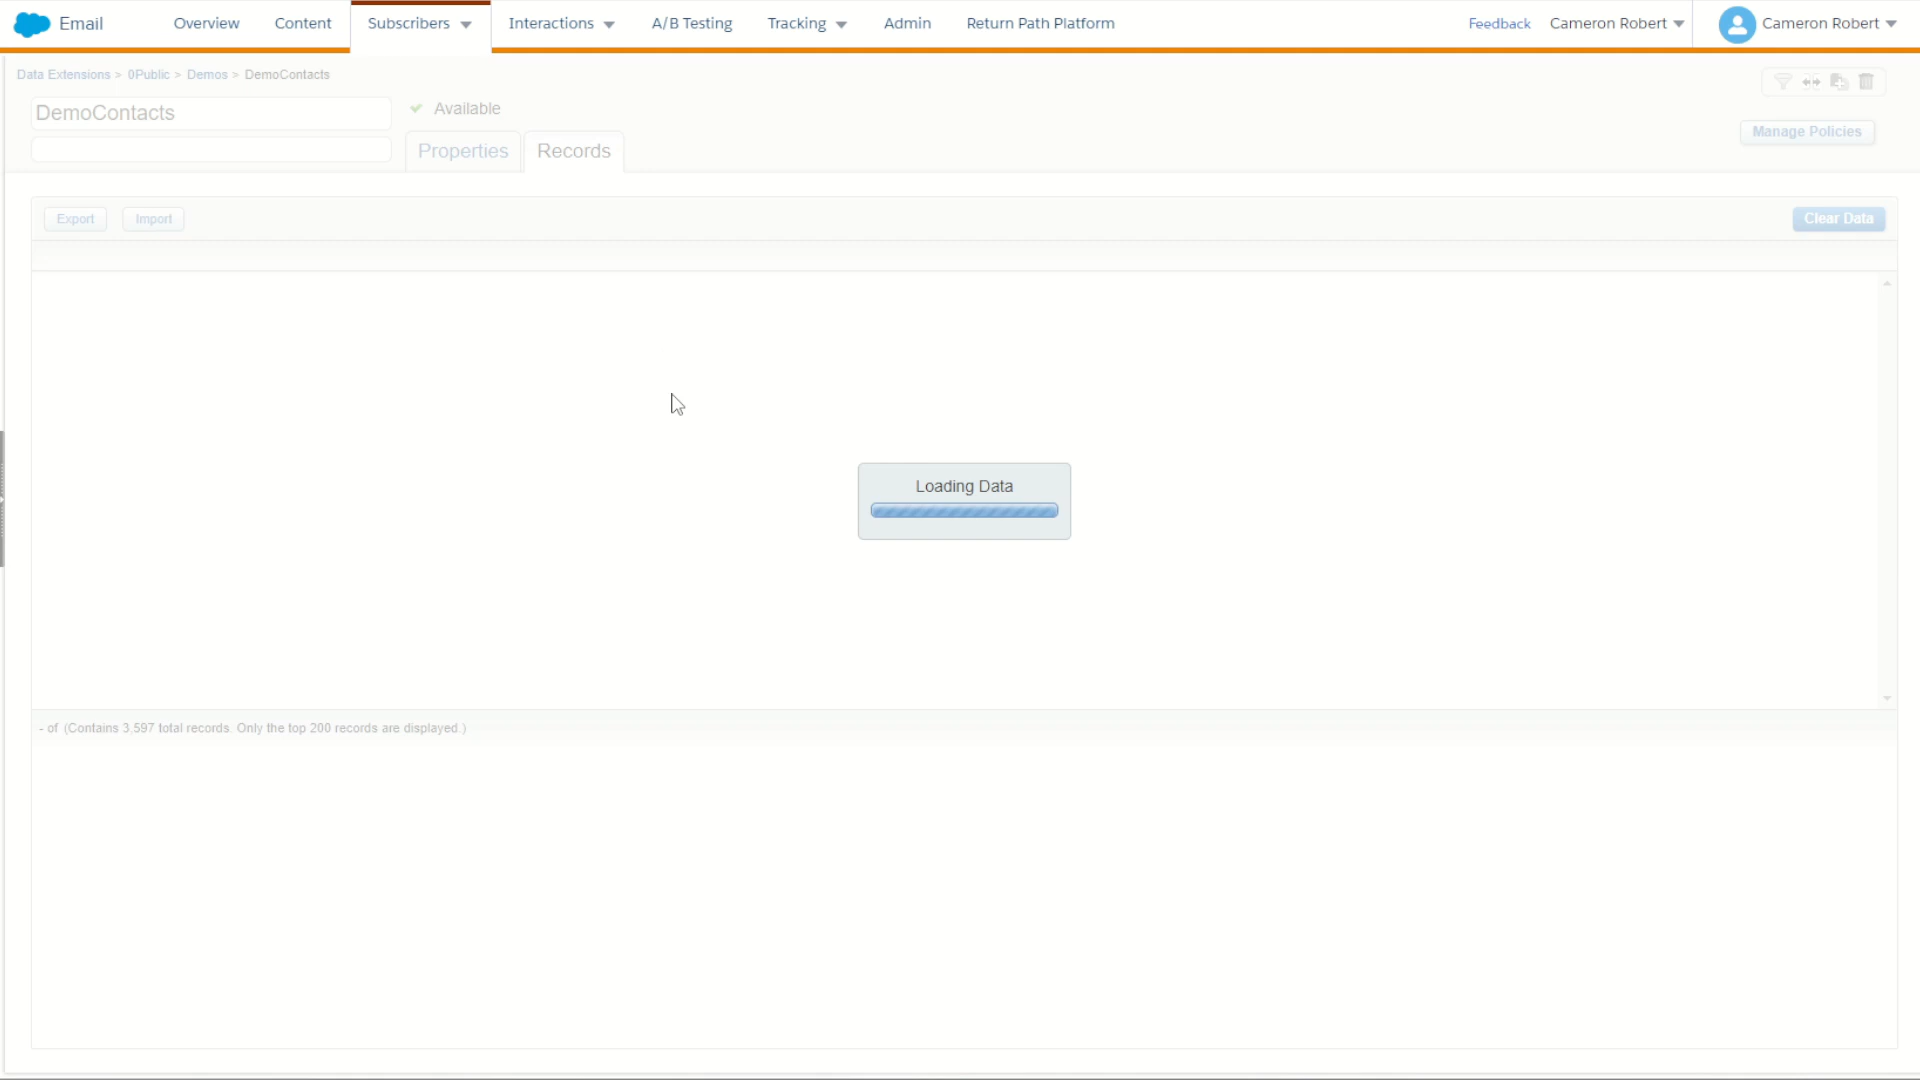 Email Overview Content Subscribers Interactions A/B Testing Tracking Admin Return Path Platform Feedback Cameron Robert Cameron Robert
Data Extensions > 0Public > Demos > DemoContacts
DemoContacts
Available
Manage Policies
Properties Records
Export Import Clear Data
Loading Data
- of (Contains 3,597 total records. Only the top 200 records are displayed.)